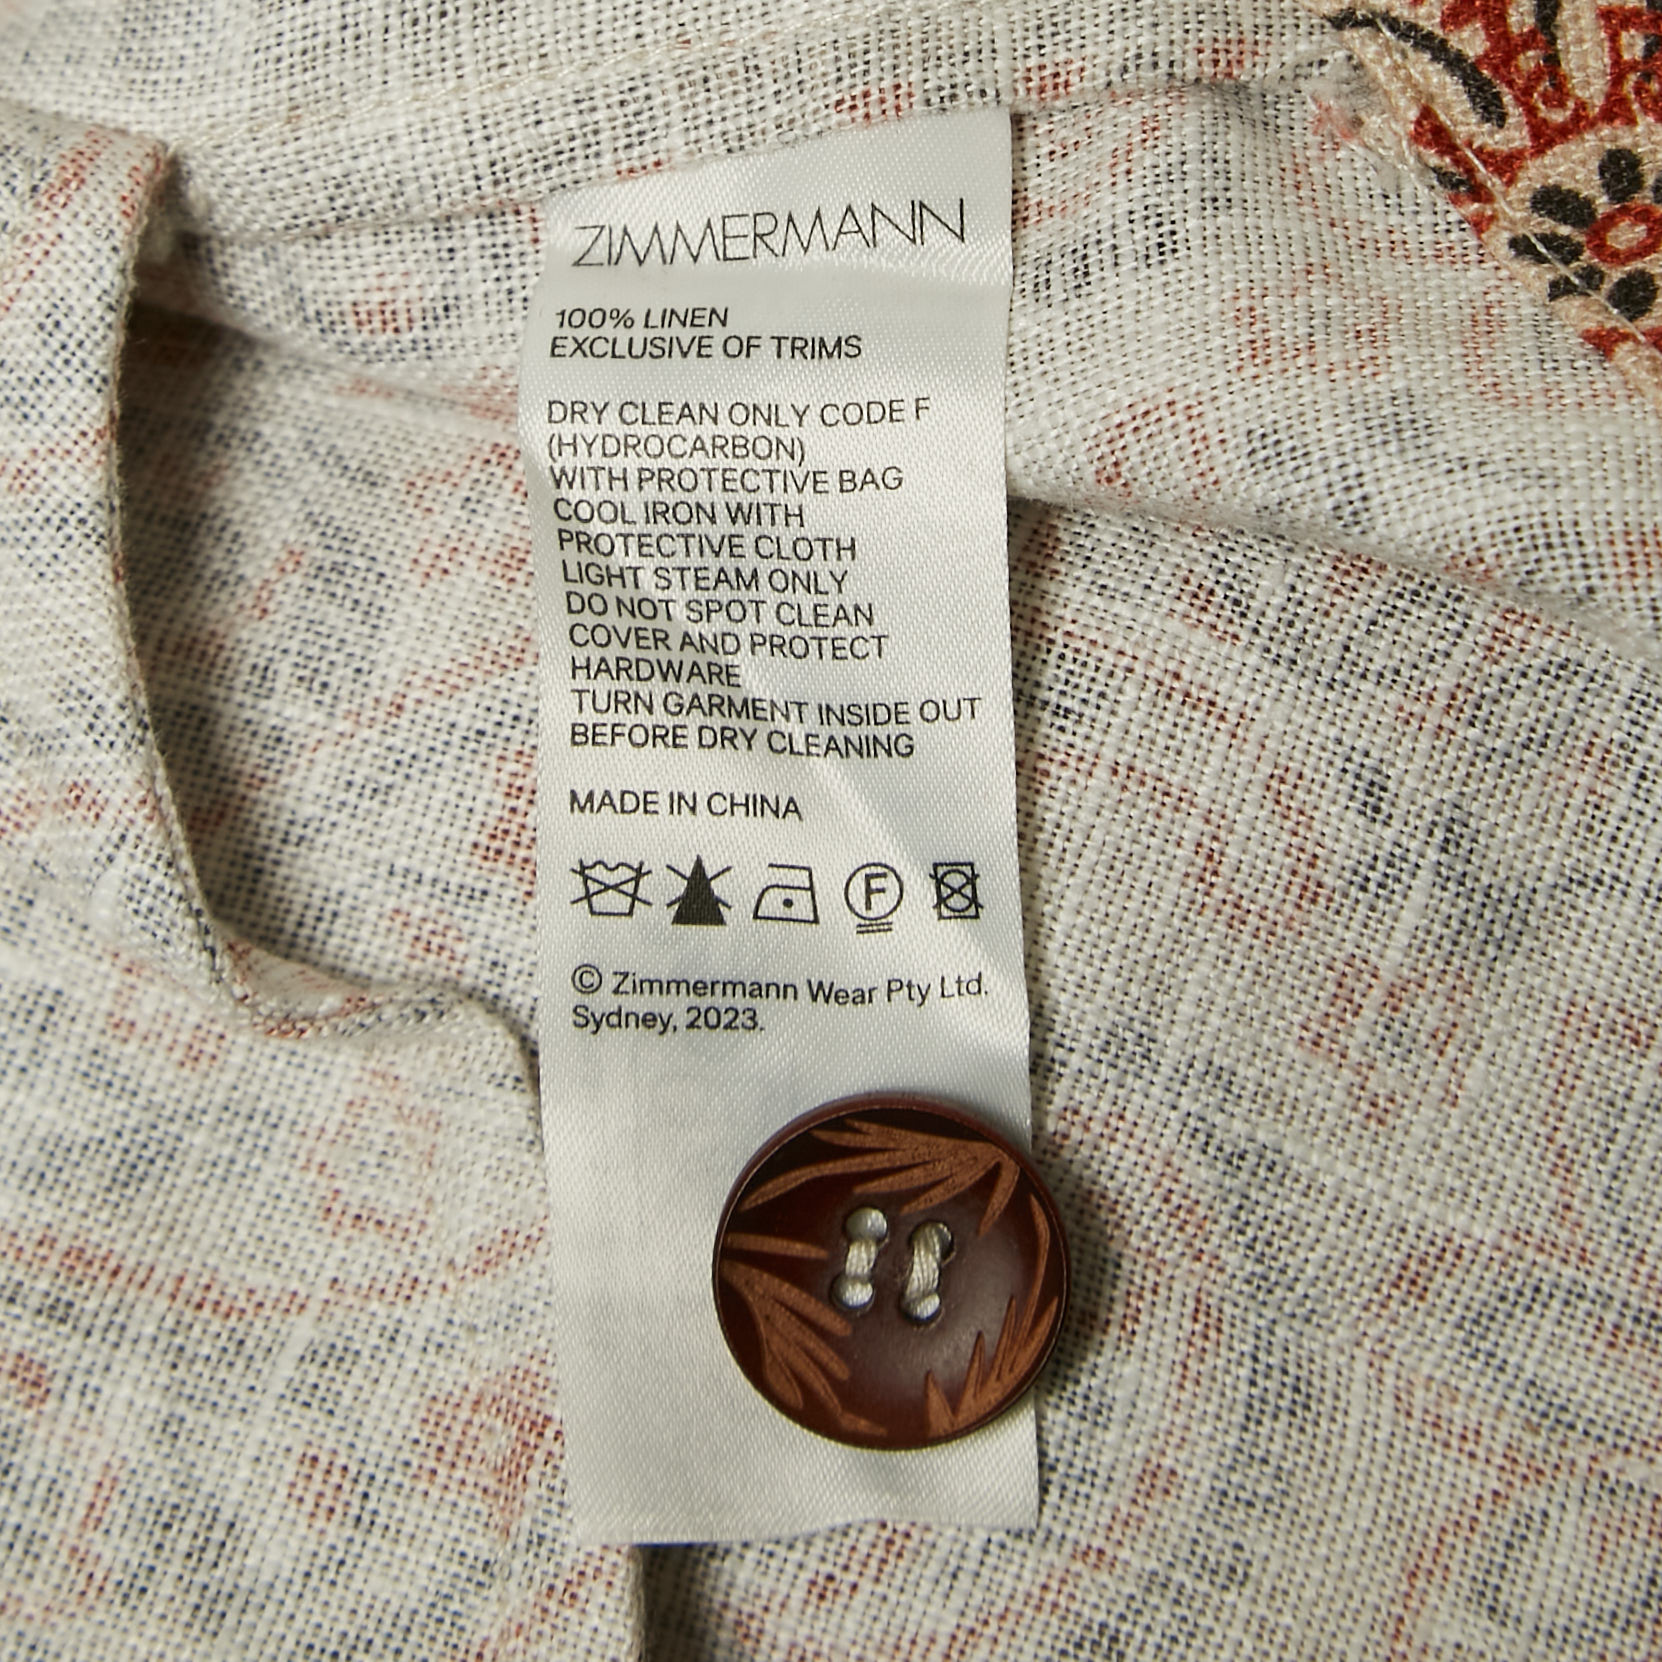 ZIMMERMANN
100% LINEN
EXCLUSIVE OF TRIMS
DRY CLEAN ONLY CODE F
(HYDROCARBON)
WITH PROTECTIVE BAG
COOL IRON WITH
PROTECTIVE CLOTH
LIGHT STEAM ONLY
DO NOT SPOT CLEAN
COVER AND PROTECT
HARDWARE
TURN GARMENT INSIDE OUT
BEFORE DRY CLEANING
MADE IN CHINA
F
© Zimmermann Wear Pty Ltd.
Sydney, 2023.